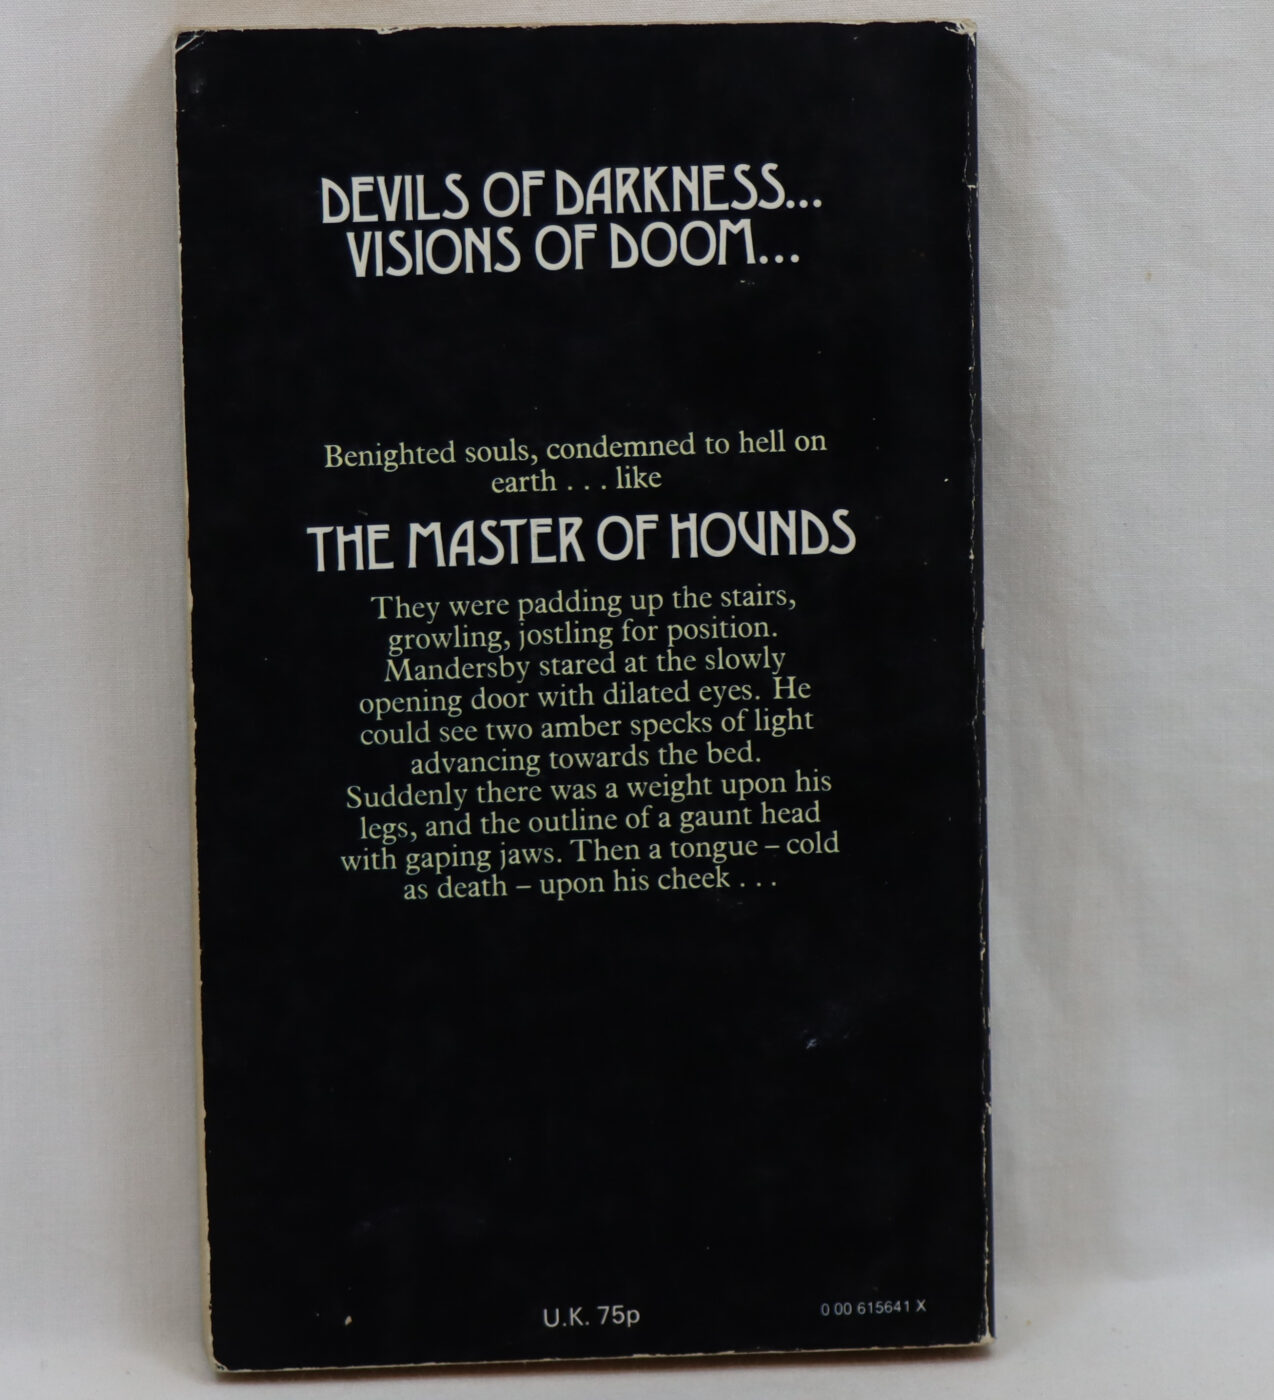 DEVILS OF DARKNESS...
VISIONS OF DOOM...
Benighted souls, condemned to hell on
earth . . . like
THE MASTER OF HOUNDS
They were padding up the stairs,
growling, jostling for position.
Mandersby stared at the slowly
opening door with dilated eyes. He
could see two amber specks of light
advancing towards the bed.
Suddenly there was a weight upon his
legs, and the outline of a gaunt head
with gaping jaws. Then a tongue – cold
as death – upon his cheek . . .
U.K. 75p
0 00 615641 X